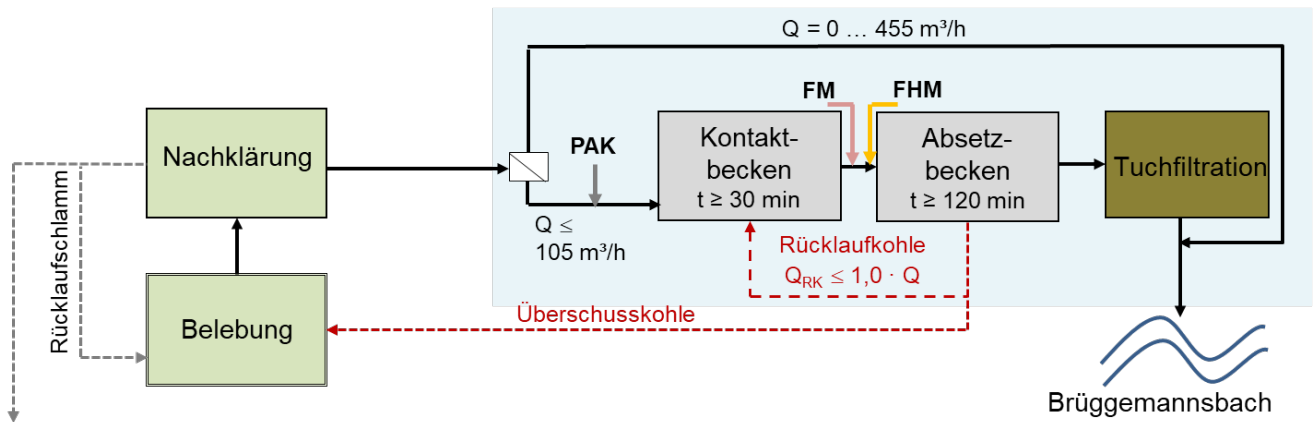 Q = 0 … 455 m³/h
FM
FHM
Nachklärung
PAK
Kontakt-
becken
t ≥ 30 min
Absetz-
becken
t ≥ 120 min
Tuchfiltration
Q ≤
105 m³/h
Rücklaufkohle
Q_RK ≤ 1,0 · Q
Rücklaufschlamm
Überschusskohle
Belebung
Brüggemannsbach